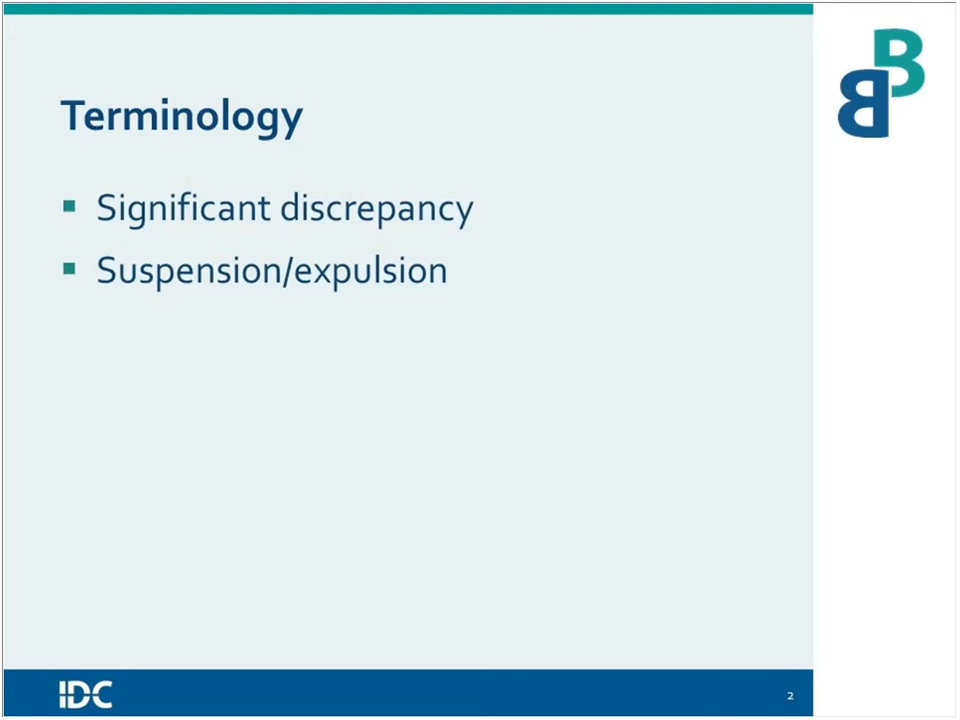 B
B
Terminology
Significant discrepancy
Suspension/expulsion
IDC
2